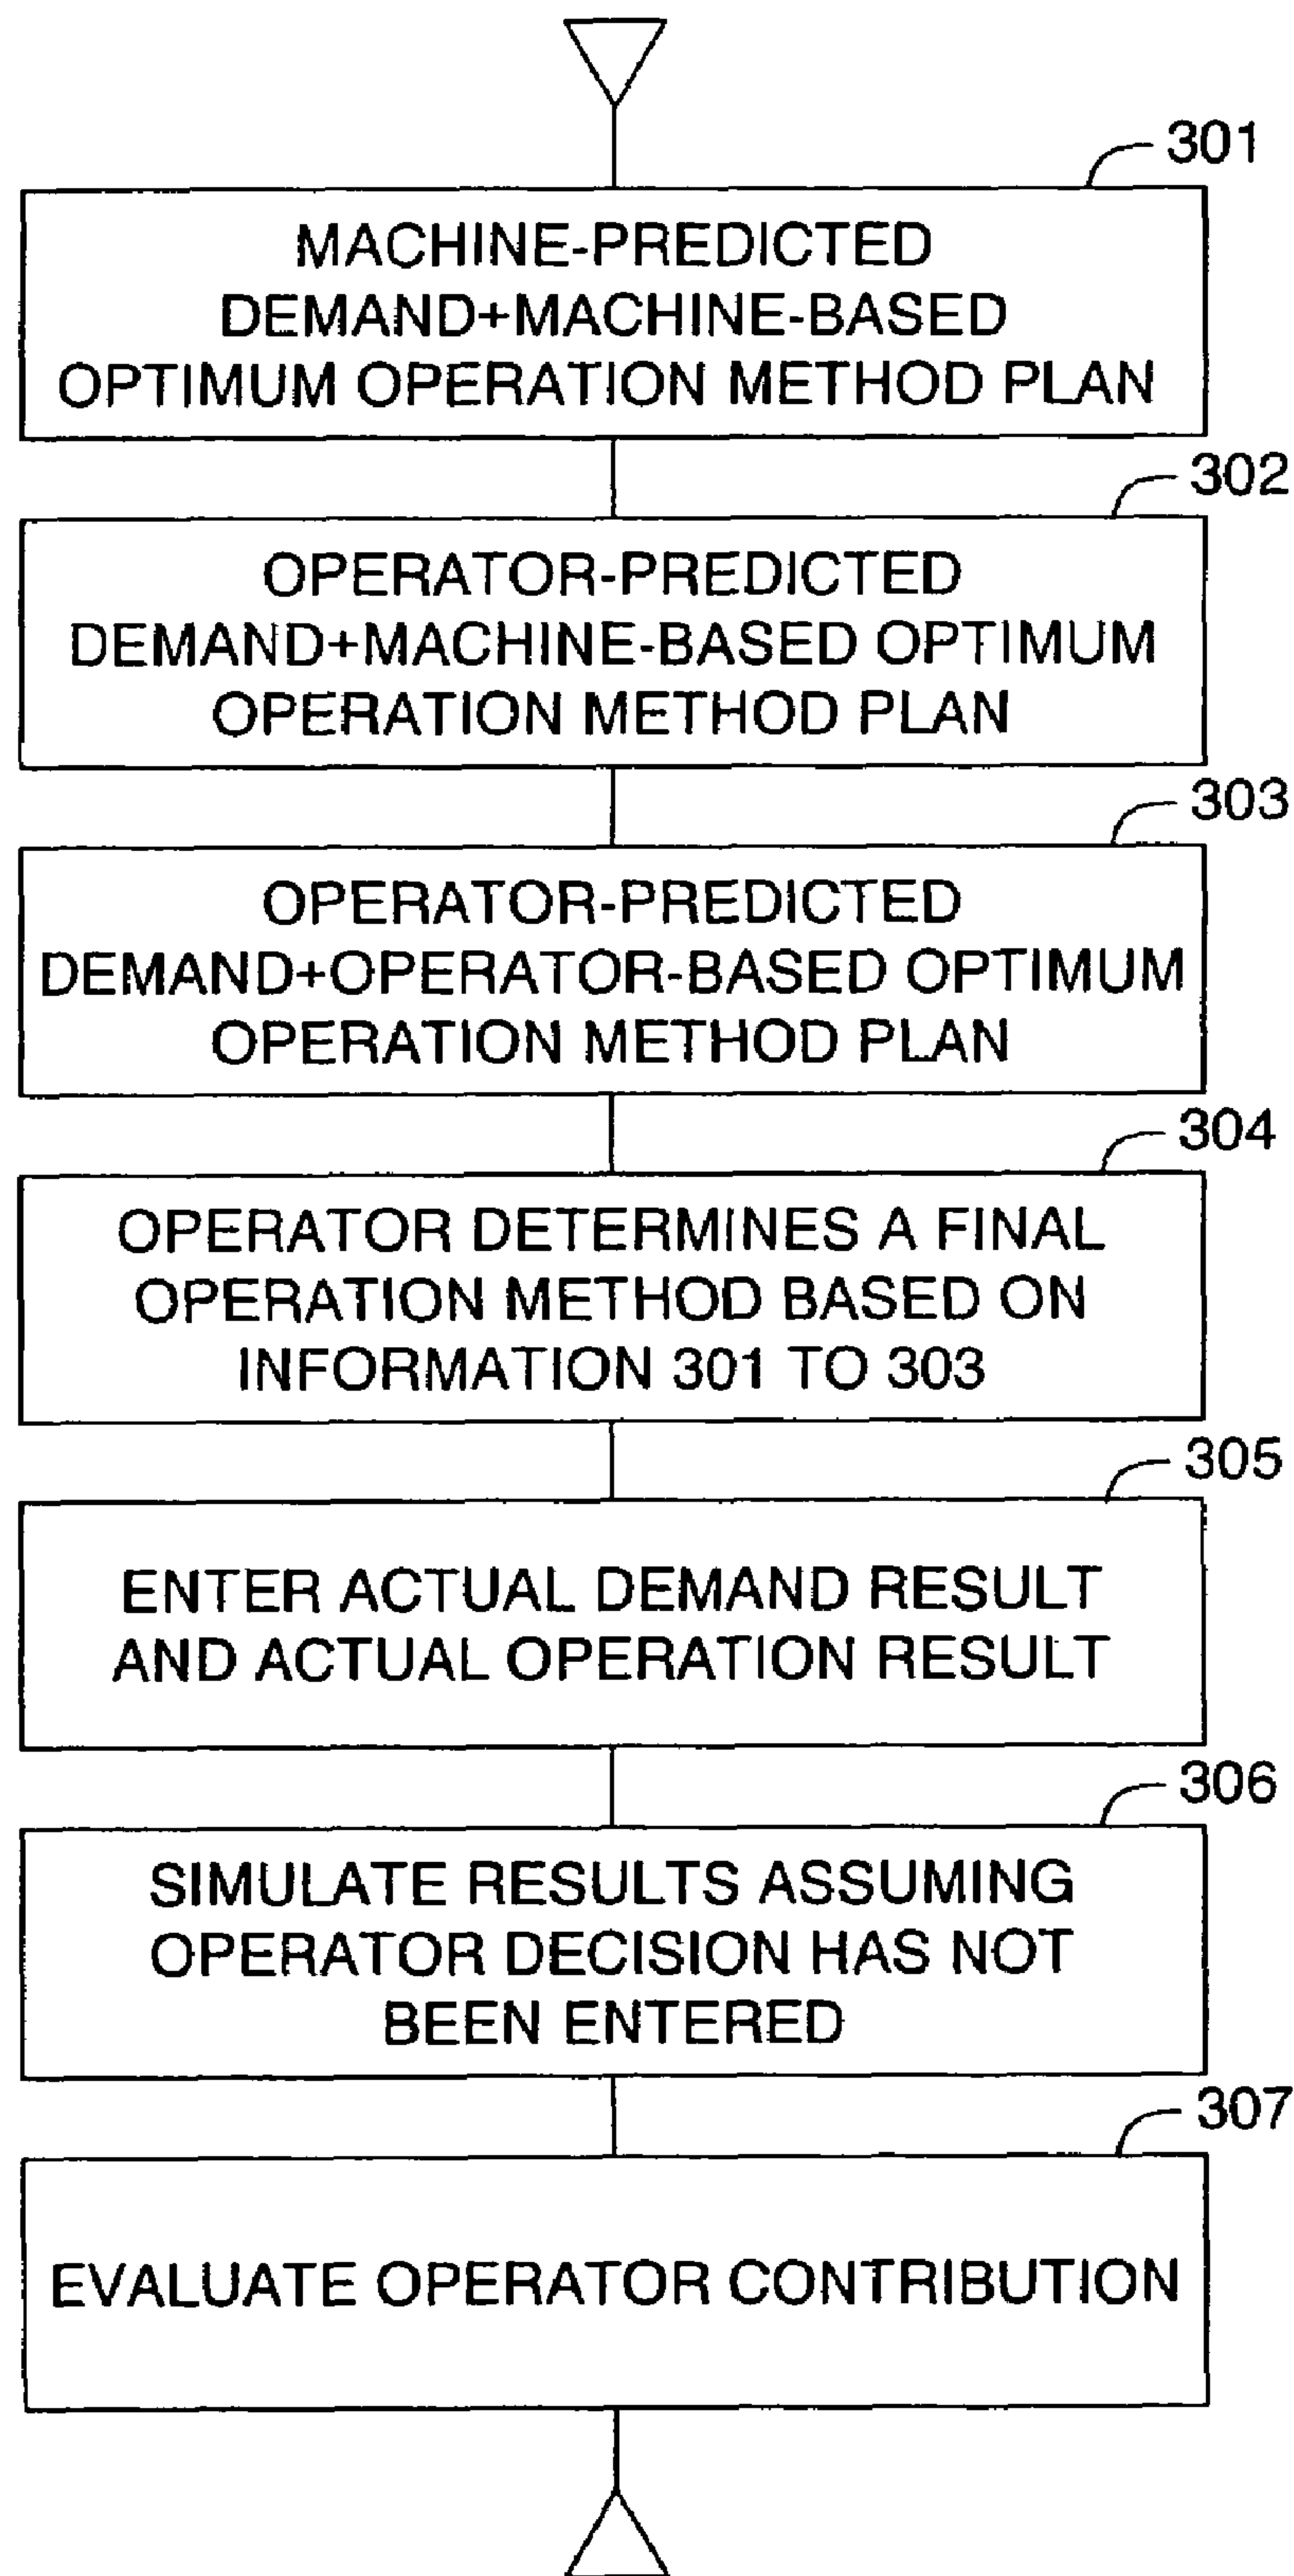 301
MACHINE-PREDICTED
DEMAND+MACHINE-BASED
OPTIMUM OPERATION METHOD PLAN
302
OPERATOR-PREDICTED
DEMAND+MACHINE-BASED OPTIMUM
OPERATION METHOD PLAN
303
OPERATOR-PREDICTED
DEMAND+OPERATOR-BASED OPTIMUM
OPERATION METHOD PLAN
304
OPERATOR DETERMINES A FINAL
OPERATION METHOD BASED ON
INFORMATION 301 TO 303
305
ENTER ACTUAL DEMAND RESULT
AND ACTUAL OPERATION RESULT
306
SIMULATE RESULTS ASSUMING
OPERATOR DECISION HAS NOT
BEEN ENTERED
307
EVALUATE OPERATOR CONTRIBUTION